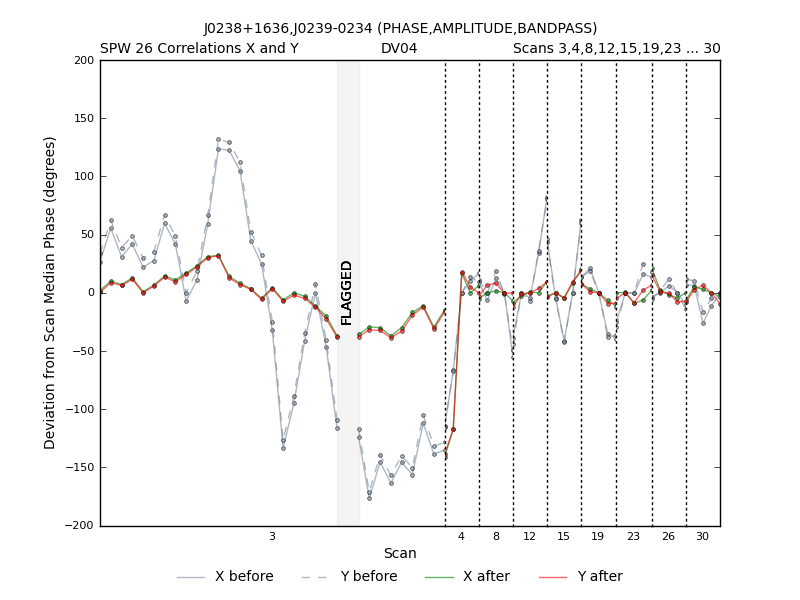 J0238+1636,J0239-0234 (PHASE,AMPLITUDE,BANDPASS)
SPW 26 Correlations X and Y DV04 Scans 3,4,8,12,15,19,23 ... 30
200
150
100
50
0
−50
−100
−150
−200
Deviation from Scan Median Phase (degrees)
FLAGGED
3 4 8 12 15 19 23 26 30
Scan
X before Y before X after Y after